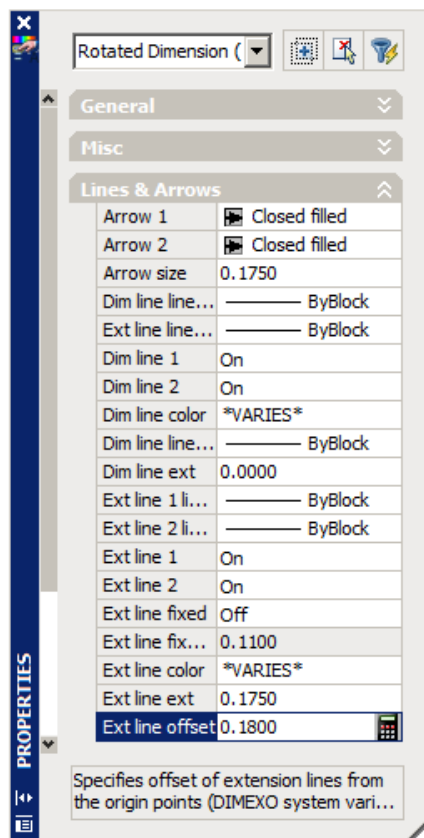 Rotated Dimension (
General
Misc
Lines & Arrows
Arrow 1 Closed filled
Arrow 2 Closed filled
Arrow size 0.1750
Dim line line... ByBlock
Ext line line... ByBlock
Dim line 1 On
Dim line 2 On
Dim line color *VARIES*
Dim line line... ByBlock
Dim line ext 0.0000
Ext line 1 li... ByBlock
Ext line 2 li... ByBlock
Ext line 1 On
Ext line 2 On
Ext line fixed Off
Ext line fix... 0.1100
Ext line color *VARIES*
Ext line ext 0.1750
Ext line offset 0.1800
PROPERTIES
Specifies offset of extension lines from
the origin points (DIMEXO system vari...